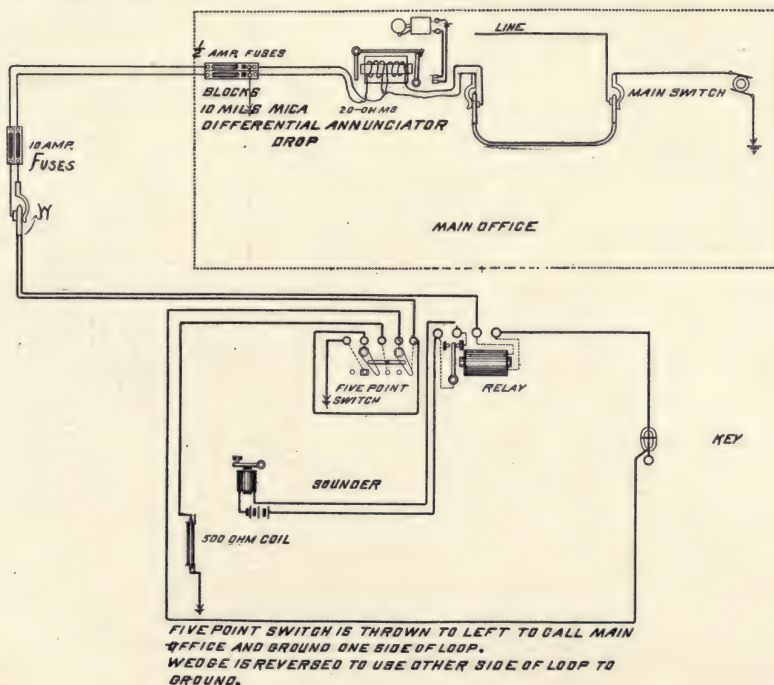 ½ AMP. FUSES
BLOCKS
10 MILS MICA
DIFFERENTIAL ANNUNCIATOR
DROP
20-OHMS
LINE
MAIN SWITCH
10 AMP.
FUSES
W
MAIN OFFICE
FIVE POINT
SWITCH
RELAY
KEY
SOUNDER
500 OHM COIL
FIVE POINT SWITCH IS THROWN TO LEFT TO CALL MAIN
OFFICE AND GROUND ONE SIDE OF LOOP.
WEDGE IS REVERSED TO USE OTHER SIDE OF LOOP TO
GROUND.